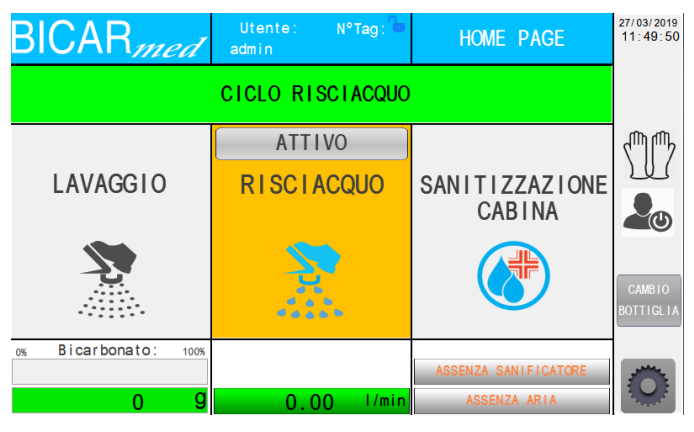 BICARmed
Utente: N°Tag:
admin
HOME PAGE
27/03/2019
11:49:50
CICLO RISCIACQUO
LAVAGGIO
ATTIVO
RISCIACQUO
SANITIZZAZIONE
CABINA
CAMBIO
BOTTIGLIA
0% Bicarbonato: 100%
0 g
0.00 l/min
ASSENZA SANIFICATORE
ASSENZA ARIA